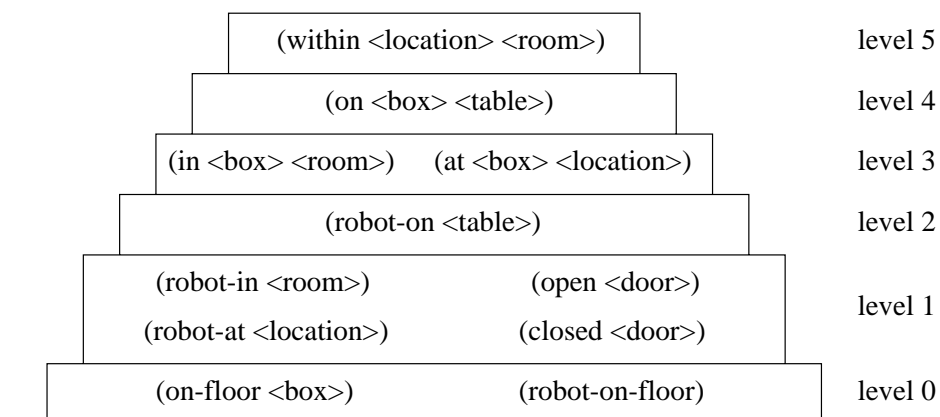 (within <location> <room>) level 5
(on <box> <table>) level 4
(in <box> <room>) (at <box> <location>) level 3
(robot-on <table>) level 2
(robot-in <room>) (open <door>)
level 1
(robot-at <location>) (closed <door>)
(on-floor <box>) (robot-on-floor) level 0